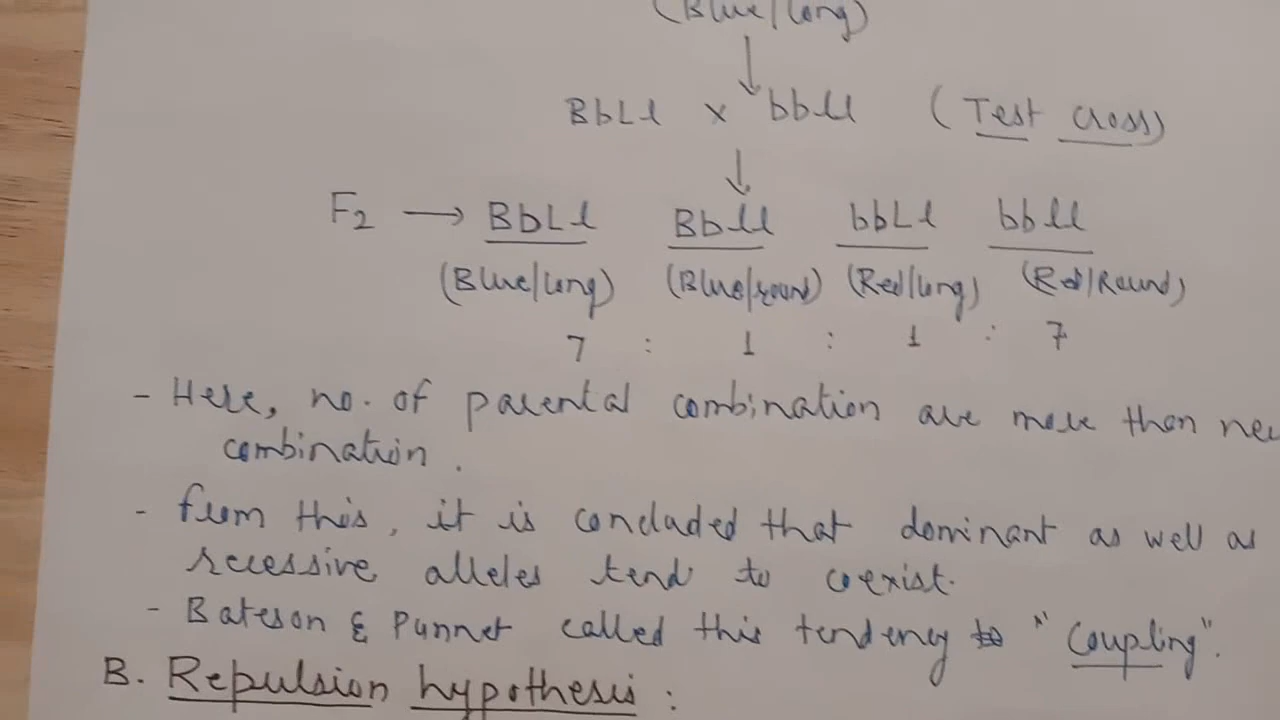 (Blue/long)
↓
BbLl x bbll (Test cross)
↓
F2 → BbLl Bbll bbLl bbll
(Blue/long) (Blue/round) (Red/long) (Red/Round)
7 : 1 : 1 : 7
- Here, no. of parental combination are more than new
combination.
- from this, it is concluded that dominant as well as
recessive alleles tend to coexist.
- Bateson & Punnet called this tendency to "Coupling".
B. Repulsion hypothesis :